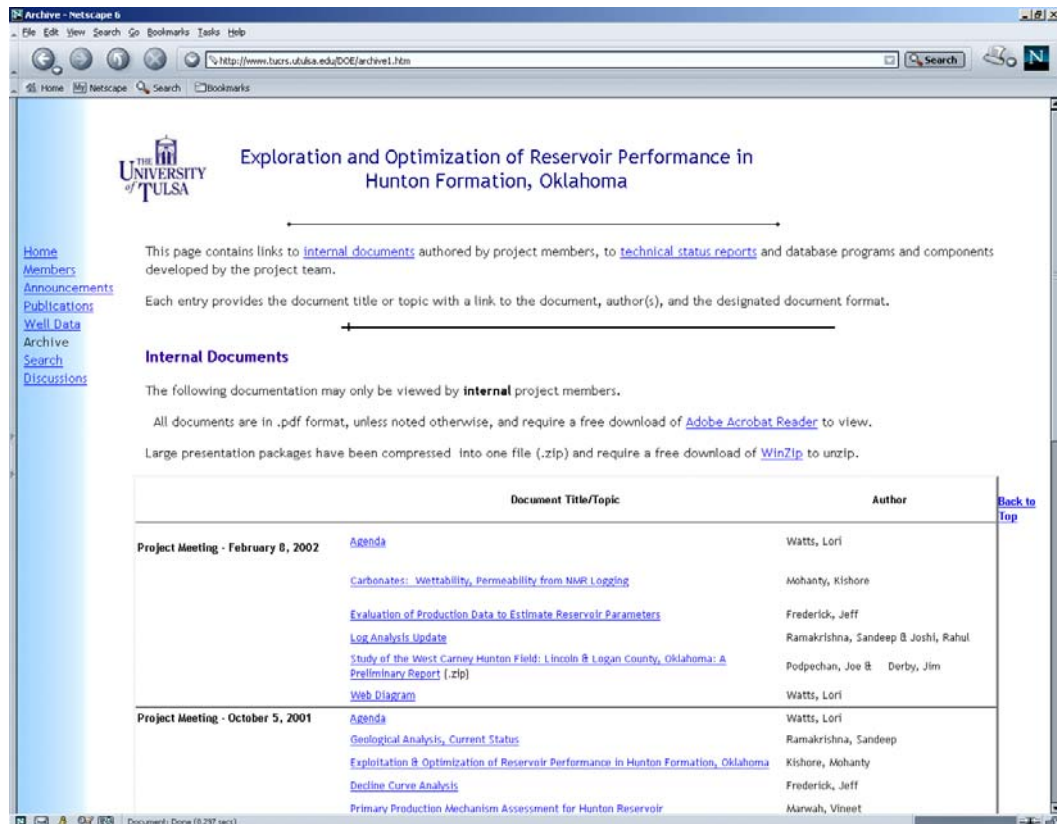 Archive - Netscape 6
File Edit View Search Go Bookmarks Tasks Help
http://www.tucrs.utulsa.edu/DOE/archive1.htm
Search
N
Home My Netscape Search Bookmarks
THE UNIVERSITY of TULSA
Exploration and Optimization of Reservoir Performance in
Hunton Formation, Oklahoma
Home
Members
Announcements
Publications
Well Data
Archive
Search
Discussions
This page contains links to internal documents authored by project members, to technical status reports and database programs and components
developed by the project team.
Each entry provides the document title or topic with a link to the document, author(s), and the designated document format.
Internal Documents
The following documentation may only be viewed by internal project members.
All documents are in .pdf format, unless noted otherwise, and require a free download of Adobe Acrobat Reader to view.
Large presentation packages have been compressed into one file (.zip) and require a free download of WinZip to unzip.
Document Title/Topic Author
Back to
Top
Project Meeting - February 8, 2002 Agenda Watts, Lori
Carbonates: Wettability, Permeability from NMR Logging Mohanty, Kishore
Evaluation of Production Data to Estimate Reservoir Parameters Frederick, Jeff
Log Analysis Update Ramakrishna, Sandeep & Joshi, Rahul
Study of the West Carney Hunton Field: Lincoln & Logan County, Oklahoma: A
Preliminary Report (.zip) Podpechan, Joe & Derby, Jim
Web Diagram Watts, Lori
Project Meeting - October 5, 2001 Agenda Watts, Lori
Geological Analysis, Current Status Ramakrishna, Sandeep
Exploitation & Optimization of Reservoir Performance in Hunton Formation, Oklahoma Kishore, Mohanty
Decline Curve Analysis Frederick, Jeff
Primary Production Mechanism Assessment for Hunton Reservoir Marwah, Vineet
Document: Done (0.297 secs)